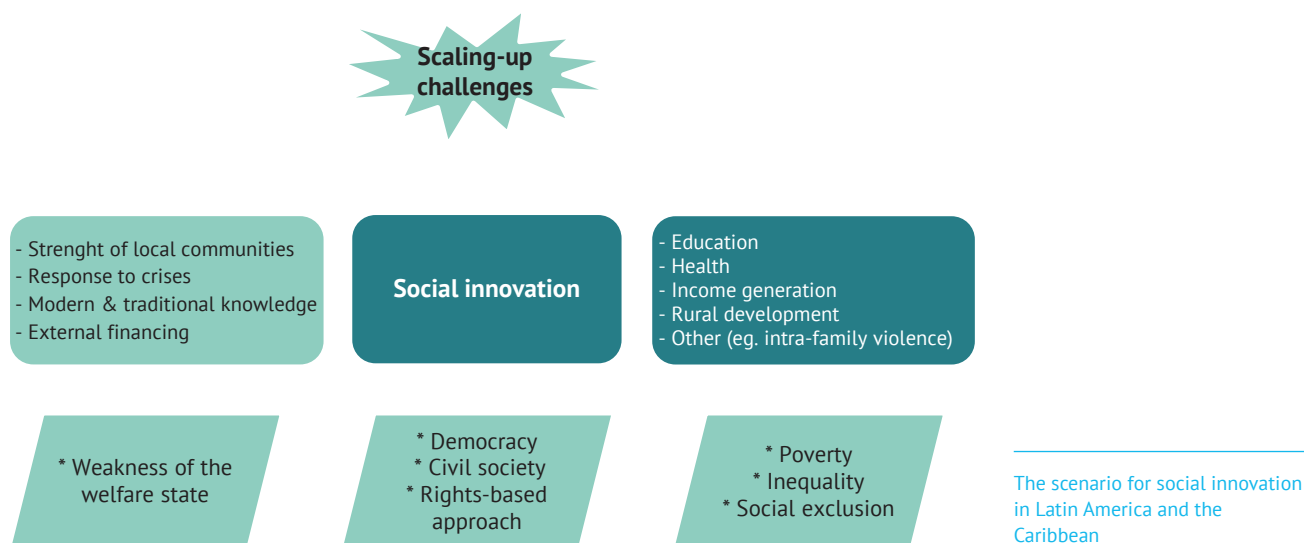 Scaling-up
challenges
- Strenght of local communities
- Response to crises
- Modern & traditional knowledge
- External financing
Social innovation
- Education
- Health
- Income generation
- Rural development
- Other (eg. intra-family violence)
* Weakness of the
welfare state
* Democracy
* Civil society
* Rights-based
approach
* Poverty
* Inequality
* Social exclusion
The scenario for social innovation
in Latin America and the
Caribbean